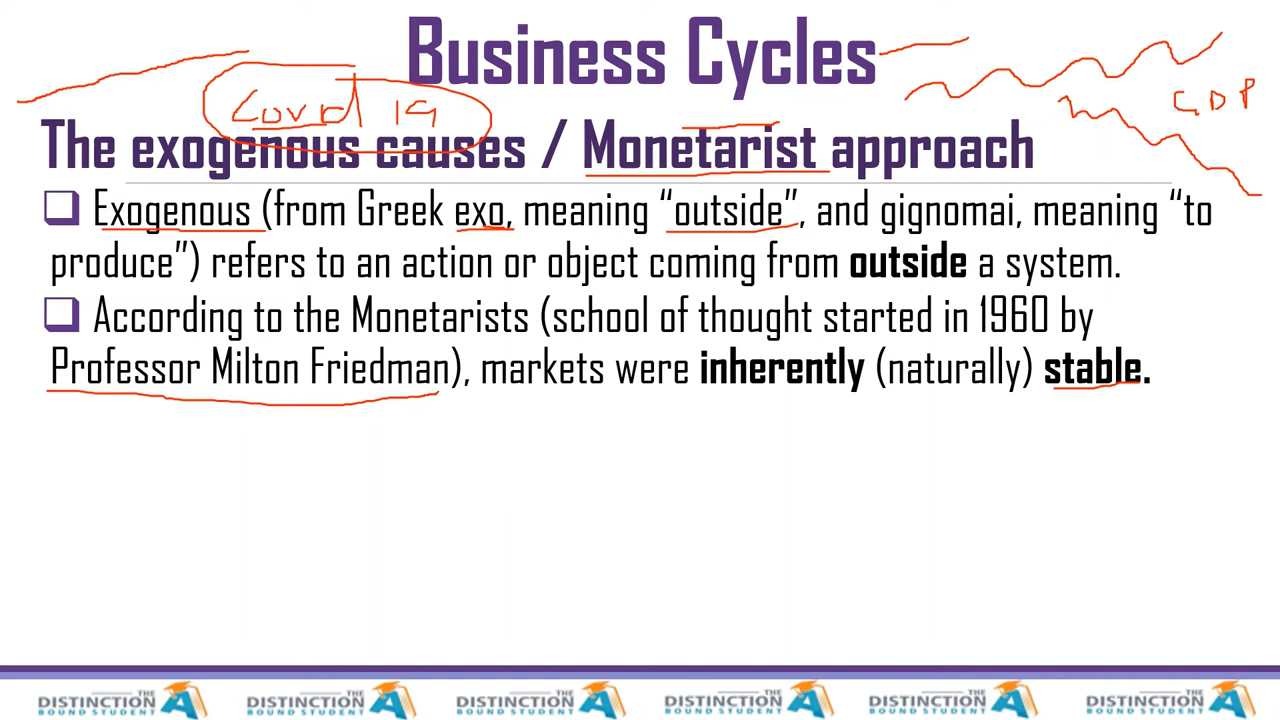 Business Cycles
Covid 19
GDP
The exogenous causes / Monetarist approach
Exogenous (from Greek exo, meaning “outside”, and gignomai, meaning “to
produce”) refers to an action or object coming from outside a system.
According to the Monetarists (school of thought started in 1960 by
Professor Milton Friedman), markets were inherently (naturally) stable.
THE DISTINCTION BOUND STUDENT A THE DISTINCTION BOUND STUDENT A THE DISTINCTION BOUND STUDENT A THE DISTINCTION BOUND STUDENT A THE DISTINCTION BOUND STUDENT A THE DISTINCTION BOUND STUDENT A